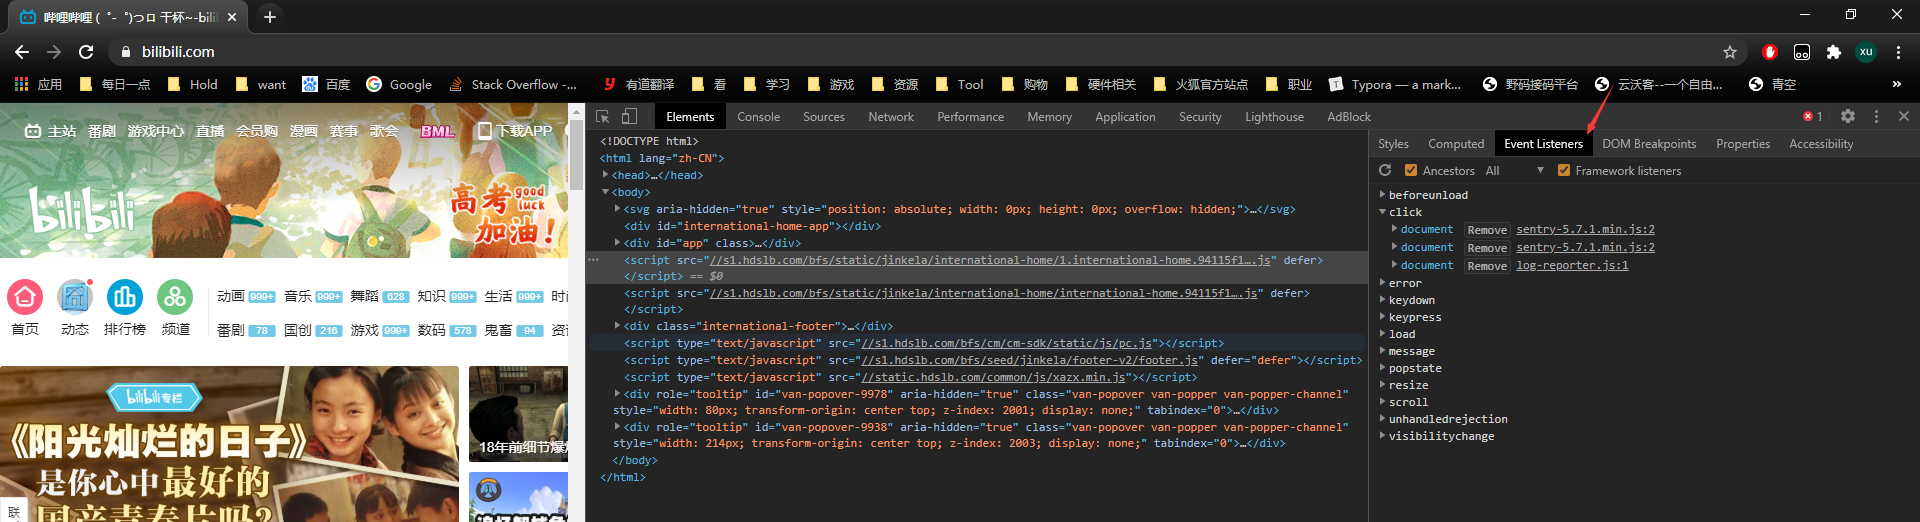 哔哩哔哩 (゜-゜)つロ 干杯~-bili
bilibili.com
xu
应用 每日一点 Hold want 百度 Google Stack Overflow -... 有道翻译 看 学习 游戏 资源 Tool 购物 硬件相关 火狐官方站点 职业 Typora — a mark... 野码接码平台 云沃客--一个自由... 青空 »
主站 番剧 游戏中心 直播 会员购 漫画 赛事 歌会 BML 下载APP
bilibili
高考 good luck
加油!
首页 动态 排行榜 频道
动画 999+ 音乐 999+ 舞蹈 628 知识 999+ 生活 999+ 时尚
番剧 78 国创 216 游戏 999+ 数码 578 鬼畜 94 资讯
bilibili 专栏
《阳光灿烂的日子》
是你心中最好的
国产青春片吗?
联
18年前细节爆
Elements Console Sources Network Performance Memory Application Security Lighthouse AdBlock 1
<!DOCTYPE html>
<html lang="zh-CN">
<head>…</head>
<body>
<svg aria-hidden="true" style="position: absolute; width: 0px; height: 0px; overflow: hidden;">…</svg>
<div id="international-home-app"></div>
<div id="app" class>…</div>
<script src="//s1.hdslb.com/bfs/static/jinkela/international-home/1.international-home.94115f1….js" defer>
</script> == $0
<script src="//s1.hdslb.com/bfs/static/jinkela/international-home/international-home.94115f1….js" defer>
</script>
<div class="international-footer">…</div>
<script type="text/javascript" src="//s1.hdslb.com/bfs/cm/cm-sdk/static/js/pc.js"></script>
<script type="text/javascript" src="//s1.hdslb.com/bfs/seed/jinkela/footer-v2/footer.js" defer="defer"></script>
<script type="text/javascript" src="//static.hdslb.com/common/js/xazx.min.js"></script>
<div role="tooltip" id="van-popover-9978" aria-hidden="true" class="van-popover van-popper van-popper-channel"
style="width: 80px; transform-origin: center top; z-index: 2001; display: none;" tabindex="0">…</div>
<div role="tooltip" id="van-popover-9938" aria-hidden="true" class="van-popover van-popper van-popper-channel"
style="width: 214px; transform-origin: center top; z-index: 2003; display: none;" tabindex="0">…</div>
</body>
</html>
Styles Computed Event Listeners DOM Breakpoints Properties Accessibility
Ancestors All Framework listeners
beforeunload
click
document Remove sentry-5.7.1.min.js:2
document Remove sentry-5.7.1.min.js:2
document Remove log-reporter.js:1
error
keydown
keypress
load
message
popstate
resize
scroll
unhandledrejection
visibilitychange